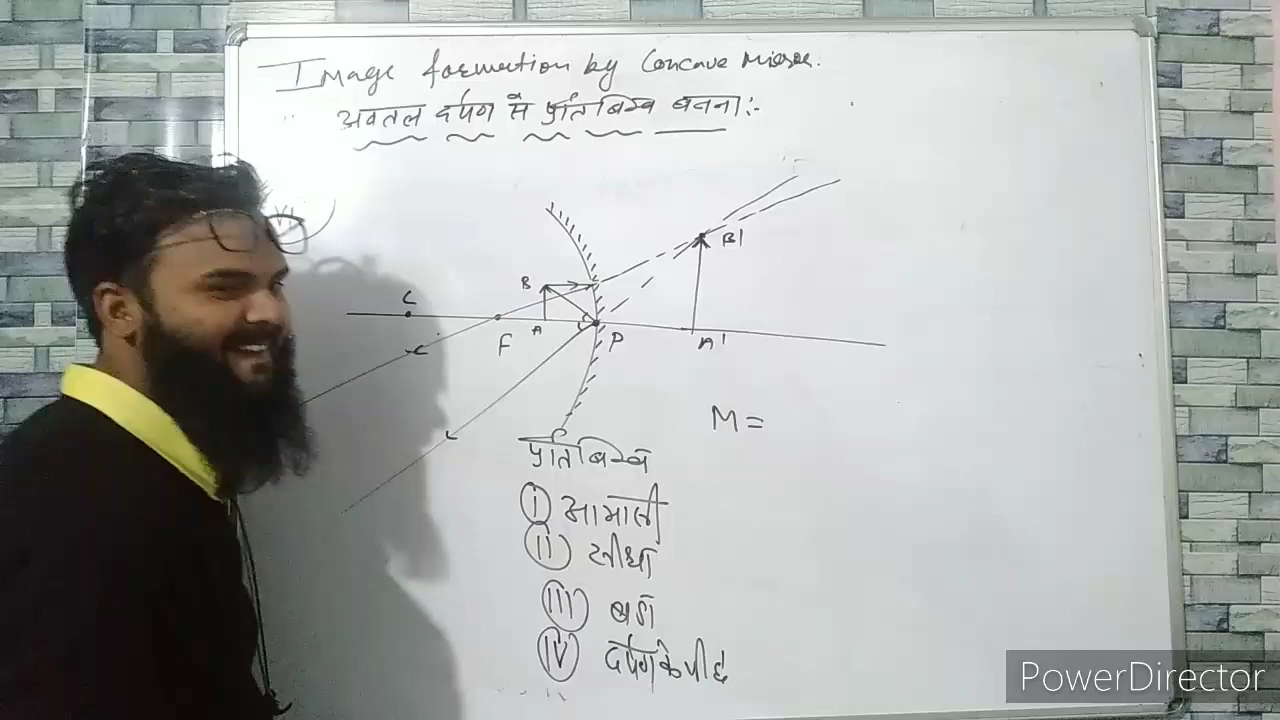 Image formation by Concave mirror.
अवतल दर्पण से प्रतिबिम्ब बनना :-
VI
C
B
F
A
P
B'
A'
M =
प्रतिबिम्ब
(i) आभासी
(ii) सीधा
(iii) बड़ा
(iv) दर्पण के पीछे
PowerDirector